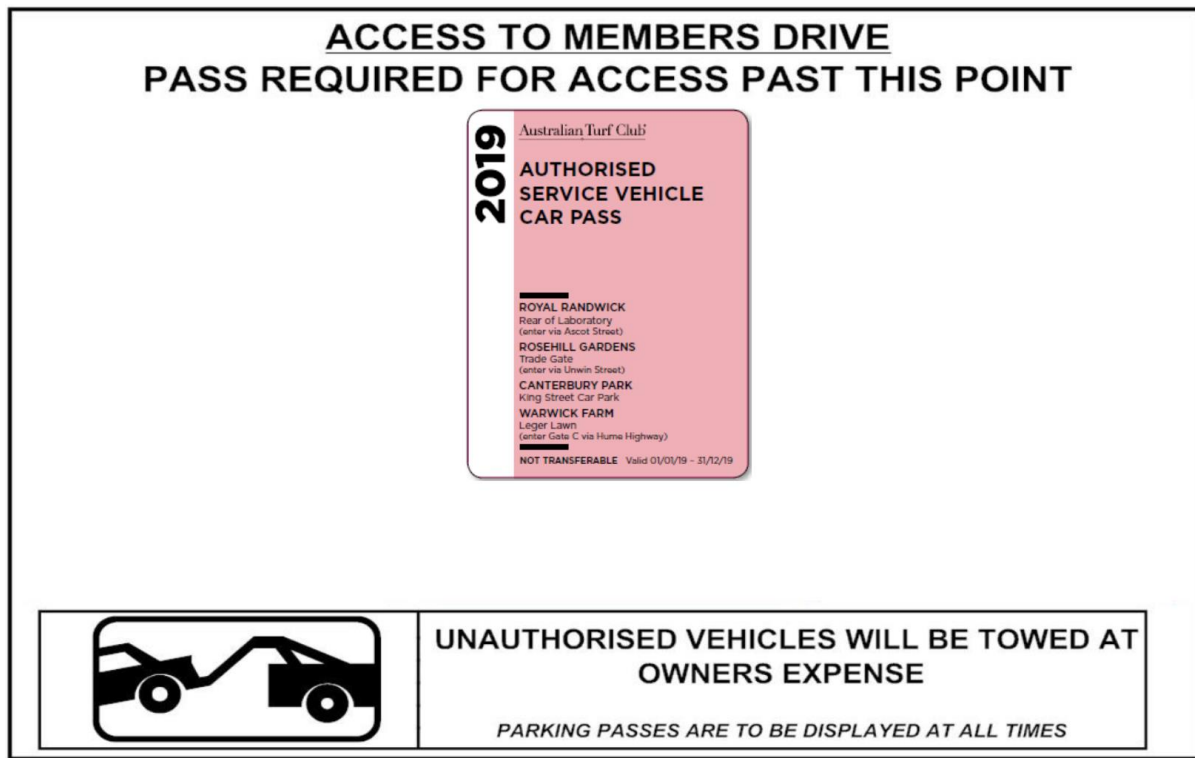 ACCESS TO MEMBERS DRIVE
PASS REQUIRED FOR ACCESS PAST THIS POINT
2019
Australian Turf Club
AUTHORISED
SERVICE VEHICLE
CAR PASS
ROYAL RANDWICK
Rear of Laboratory
(enter via Ascot Street)
ROSEHILL GARDENS
Trade Gate
(enter via Unwin Street)
CANTERBURY PARK
King Street Car Park
WARWICK FARM
Leger Lawn
(enter Gate C via Hume Highway)
NOT TRANSFERABLE Valid 01/01/19 - 31/12/19
UNAUTHORISED VEHICLES WILL BE TOWED AT
OWNERS EXPENSE
PARKING PASSES ARE TO BE DISPLAYED AT ALL TIMES